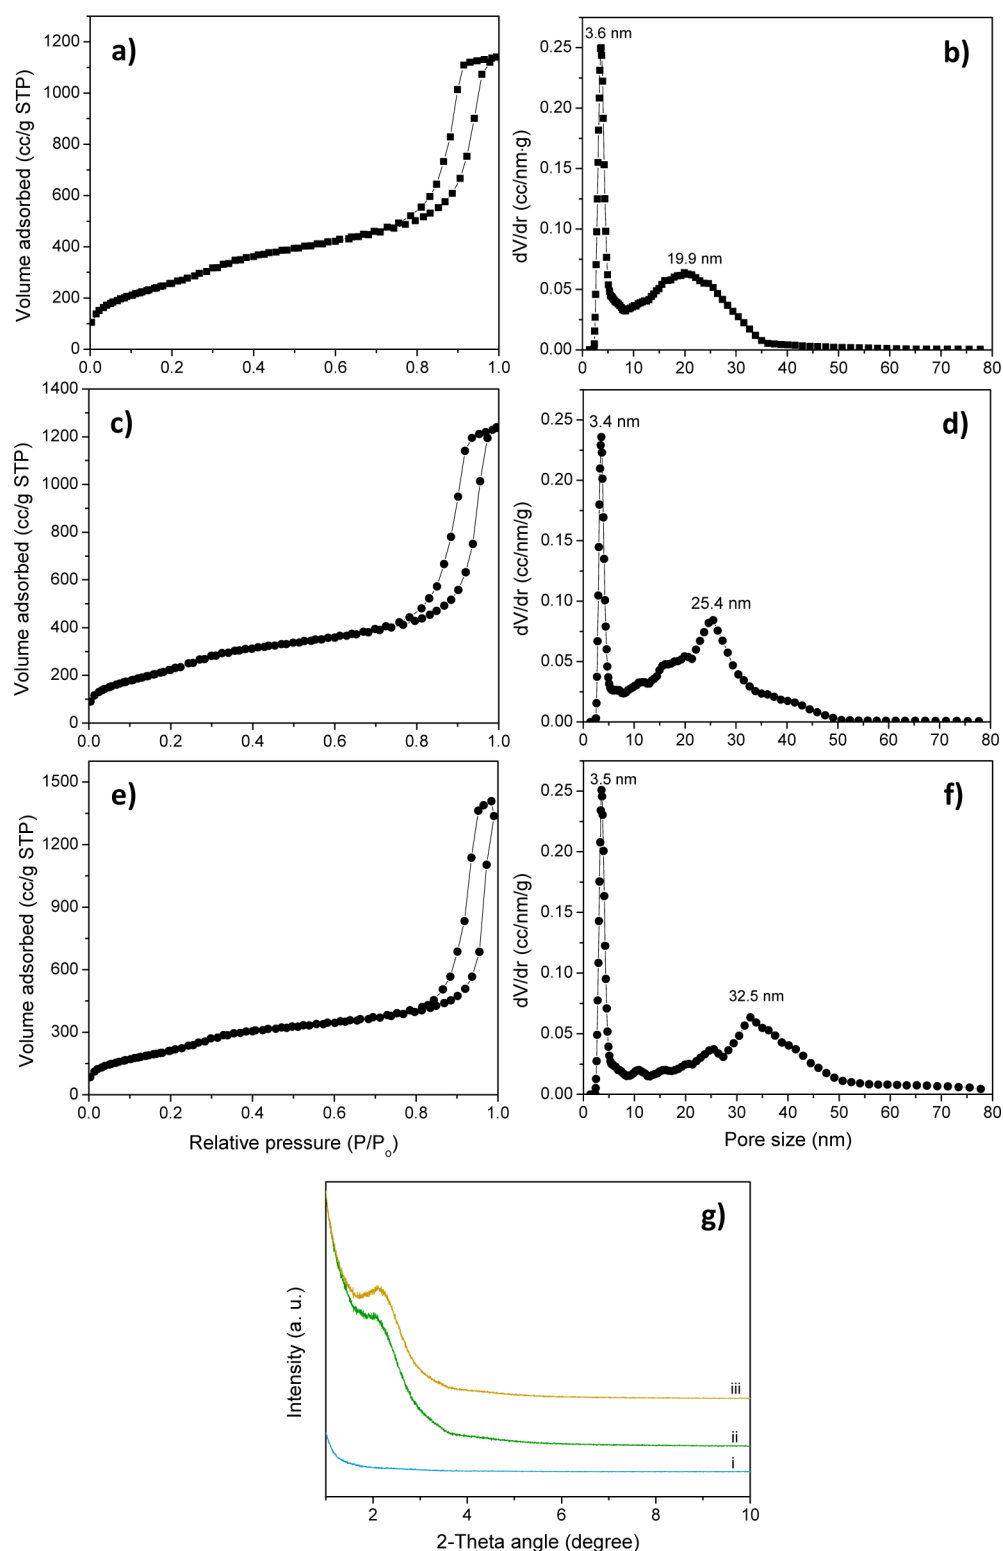 a)
Volume adsorbed (cc/g STP)
1200
1000
800
600
400
200
0
0.0 0.2 0.4 0.6 0.8 1.0
b)
3.6 nm
19.9 nm
dV/dr (cc/nm·g)
0.25
0.20
0.15
0.10
0.05
0.00
0 10 20 30 40 50 60 70 80
c)
Volume adsorbed (cc/g STP)
1400
1200
1000
800
600
400
200
0
0.0 0.2 0.4 0.6 0.8 1.0
d)
3.4 nm
25.4 nm
dV/dr (cc/nm/g)
0.25
0.20
0.15
0.10
0.05
0.00
0 10 20 30 40 50 60 70 80
e)
Volume adsorbed (cc/g STP)
1500
1200
900
600
300
0
0.0 0.2 0.4 0.6 0.8 1.0
Relative pressure (P/Po)
f)
3.5 nm
32.5 nm
dV/dr (cc/nm/g)
0.25
0.20
0.15
0.10
0.05
0.00
0 10 20 30 40 50 60 70 80
Pore size (nm)
g)
Intensity (a. u.)
iii
ii
i
2 4 6 8 10
2-Theta angle (degree)